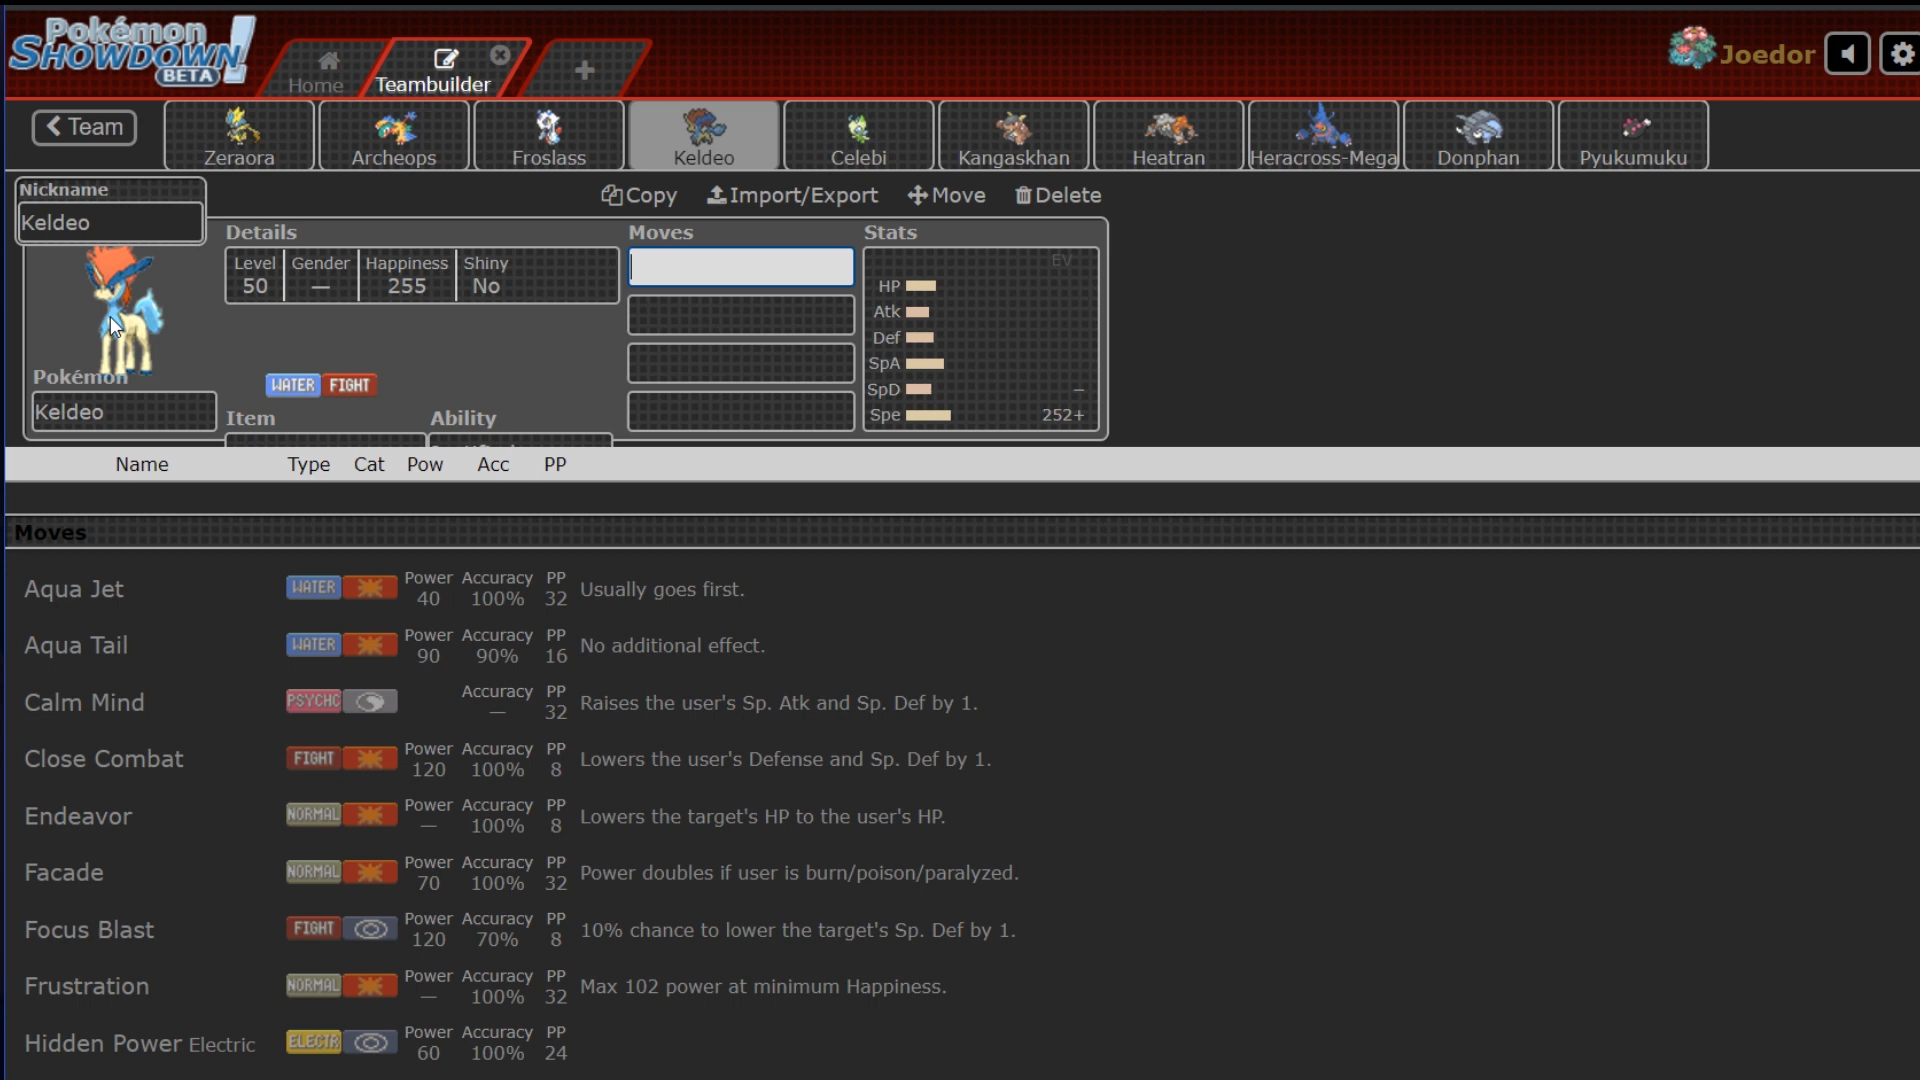 Pokémon
SHOWDOWN!
BETA
Home
Teambuilder
Joedor
Team
Zeraora
Archeops
Froslass
Keldeo
Celebi
Kangaskhan
Heatran
Heracross-Mega
Donphan
Pyukumuku
Nickname
Keldeo
Copy
Import/Export
Move
Delete
Details
Level
50
Gender
—
Happiness
255
Shiny
No
Moves
Stats
EV
HP
Atk
Def
SpA
SpD –
Spe 252+
WATER FIGHT
Pokémon
Keldeo
Item
Ability
Name Type Cat Pow Acc PP
Moves
Aqua Jet WATER Power 40 Accuracy 100% PP 32 Usually goes first.
Aqua Tail WATER Power 90 Accuracy 90% PP 16 No additional effect.
Calm Mind PSYCHC Accuracy — PP 32 Raises the user's Sp. Atk and Sp. Def by 1.
Close Combat FIGHT Power 120 Accuracy 100% PP 8 Lowers the user's Defense and Sp. Def by 1.
Endeavor NORMAL Power — Accuracy 100% PP 8 Lowers the target's HP to the user's HP.
Facade NORMAL Power 70 Accuracy 100% PP 32 Power doubles if user is burn/poison/paralyzed.
Focus Blast FIGHT Power 120 Accuracy 70% PP 8 10% chance to lower the target's Sp. Def by 1.
Frustration NORMAL Power — Accuracy 100% PP 32 Max 102 power at minimum Happiness.
Hidden Power Electric ELECTR Power 60 Accuracy 100% PP 24